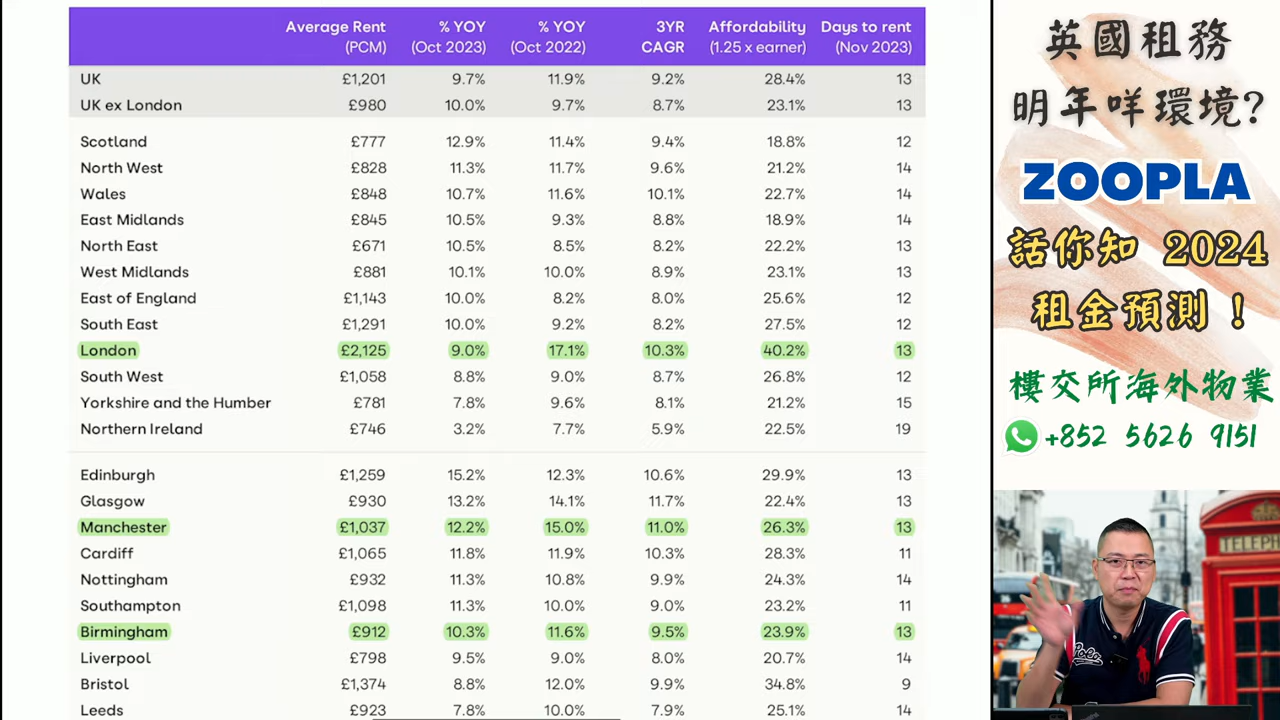 Average Rent (PCM) % YOY (Oct 2023) % YOY (Oct 2022) 3YR CAGR Affordability (1.25 x earner) Days to rent (Nov 2023)
UK £1,201 9.7% 11.9% 9.2% 28.4% 13
UK ex London £980 10.0% 9.7% 8.7% 23.1% 13
Scotland £777 12.9% 11.4% 9.4% 18.8% 12
North West £828 11.3% 11.7% 9.6% 21.2% 14
Wales £848 10.7% 11.6% 10.1% 22.7% 14
East Midlands £845 10.5% 9.3% 8.8% 18.9% 14
North East £671 10.5% 8.5% 8.2% 22.2% 13
West Midlands £881 10.1% 10.0% 8.9% 23.1% 13
East of England £1,143 10.0% 8.2% 8.0% 25.6% 12
South East £1,291 10.0% 9.2% 8.2% 27.5% 12
London £2,125 9.0% 17.1% 10.3% 40.2% 13
South West £1,058 8.8% 9.0% 8.7% 26.8% 12
Yorkshire and the Humber £781 7.8% 9.6% 8.1% 21.2% 15
Northern Ireland £746 3.2% 7.7% 5.9% 22.5% 19
Edinburgh £1,259 15.2% 12.3% 10.6% 29.9% 13
Glasgow £930 13.2% 14.1% 11.7% 22.4% 13
Manchester £1,037 12.2% 15.0% 11.0% 26.3% 13
Cardiff £1,065 11.8% 11.9% 10.3% 28.3% 11
Nottingham £932 11.3% 10.8% 9.9% 24.3% 14
Southampton £1,098 11.3% 10.0% 9.0% 23.2% 11
Birmingham £912 10.3% 11.6% 9.5% 23.9% 13
Liverpool £798 9.5% 9.0% 8.0% 20.7% 14
Bristol £1,374 8.8% 12.0% 9.9% 34.8% 9
Leeds £923 7.8% 10.0% 7.9% 25.1% 14
英國租務
明年咩環境?
ZOOPLA
話你知 2024
租金預測 !
樓交所海外物業
+852 5626 9151
TELEPH
Polo